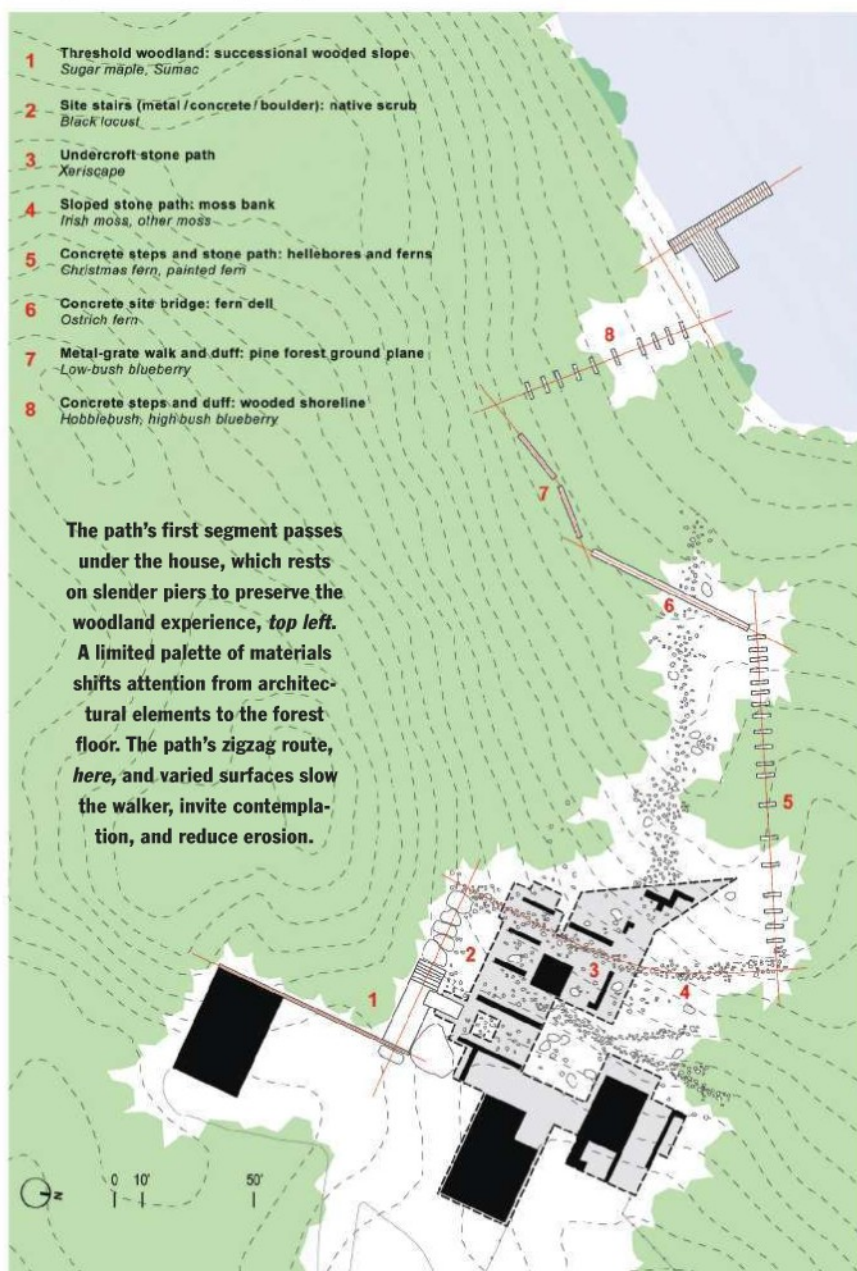 1 Threshold woodland: successional wooded slope
Sugar maple, Sumac
2 Site stairs (metal/concrete/boulder): native scrub
Black locust
3 Undercroft stone path
Xeriscape
4 Sloped stone path: moss bank
Irish moss, other moss
5 Concrete steps and stone path: hellebores and ferns
Christmas fern, painted fern
6 Concrete site bridge: fern dell
Ostrich fern
7 Metal-grate walk and duff: pine forest ground plane
Low-bush blueberry
8 Concrete steps and duff: wooded shoreline
Hobblebush, high bush blueberry
The path's first segment passes
under the house, which rests
on slender piers to preserve the
woodland experience, top left.
A limited palette of materials
shifts attention from architec-
tural elements to the forest
floor. The path's zigzag route,
here, and varied surfaces slow
the walker, invite contempla-
tion, and reduce erosion.
8
7
6
5
2
3
4
1
N
0 10' 50'